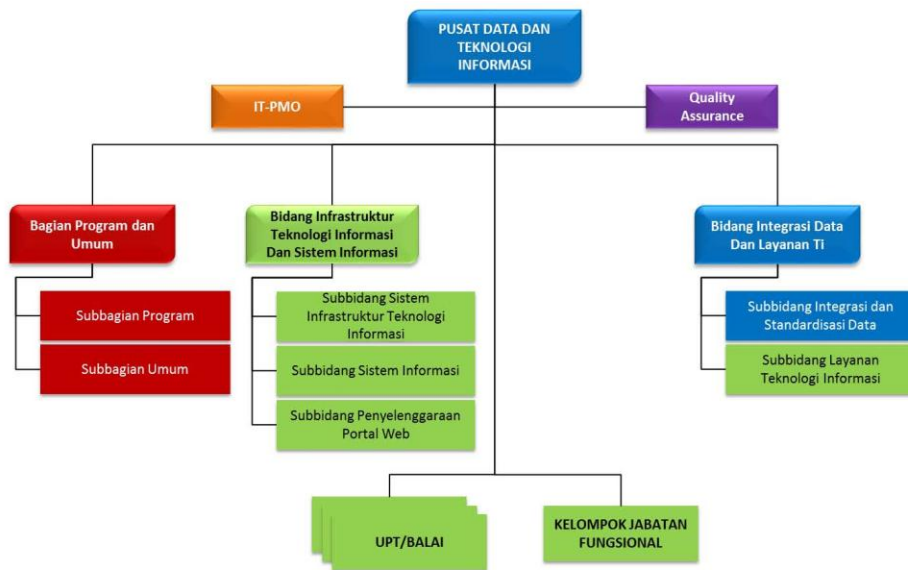 PUSAT DATA DAN
TEKNOLOGI
INFORMASI
IT-PMO
Quality
Assurance
Bagian Program dan
Umum
Subbagian Program
Subbagian Umum
Bidang Infrastruktur
Teknologi Informasi
Dan Sistem Informasi
Subbidang Sistem
Infrastruktur Teknologi
Informasi
Subbidang Sistem Informasi
Subbidang Penyelenggaraan
Portal Web
Bidang Integrasi Data
Dan Layanan Ti
Subbidang Integrasi dan
Standardisasi Data
Subbidang Layanan
Teknologi Informasi
UPT/BALAI
KELOMPOK JABATAN
FUNGSIONAL